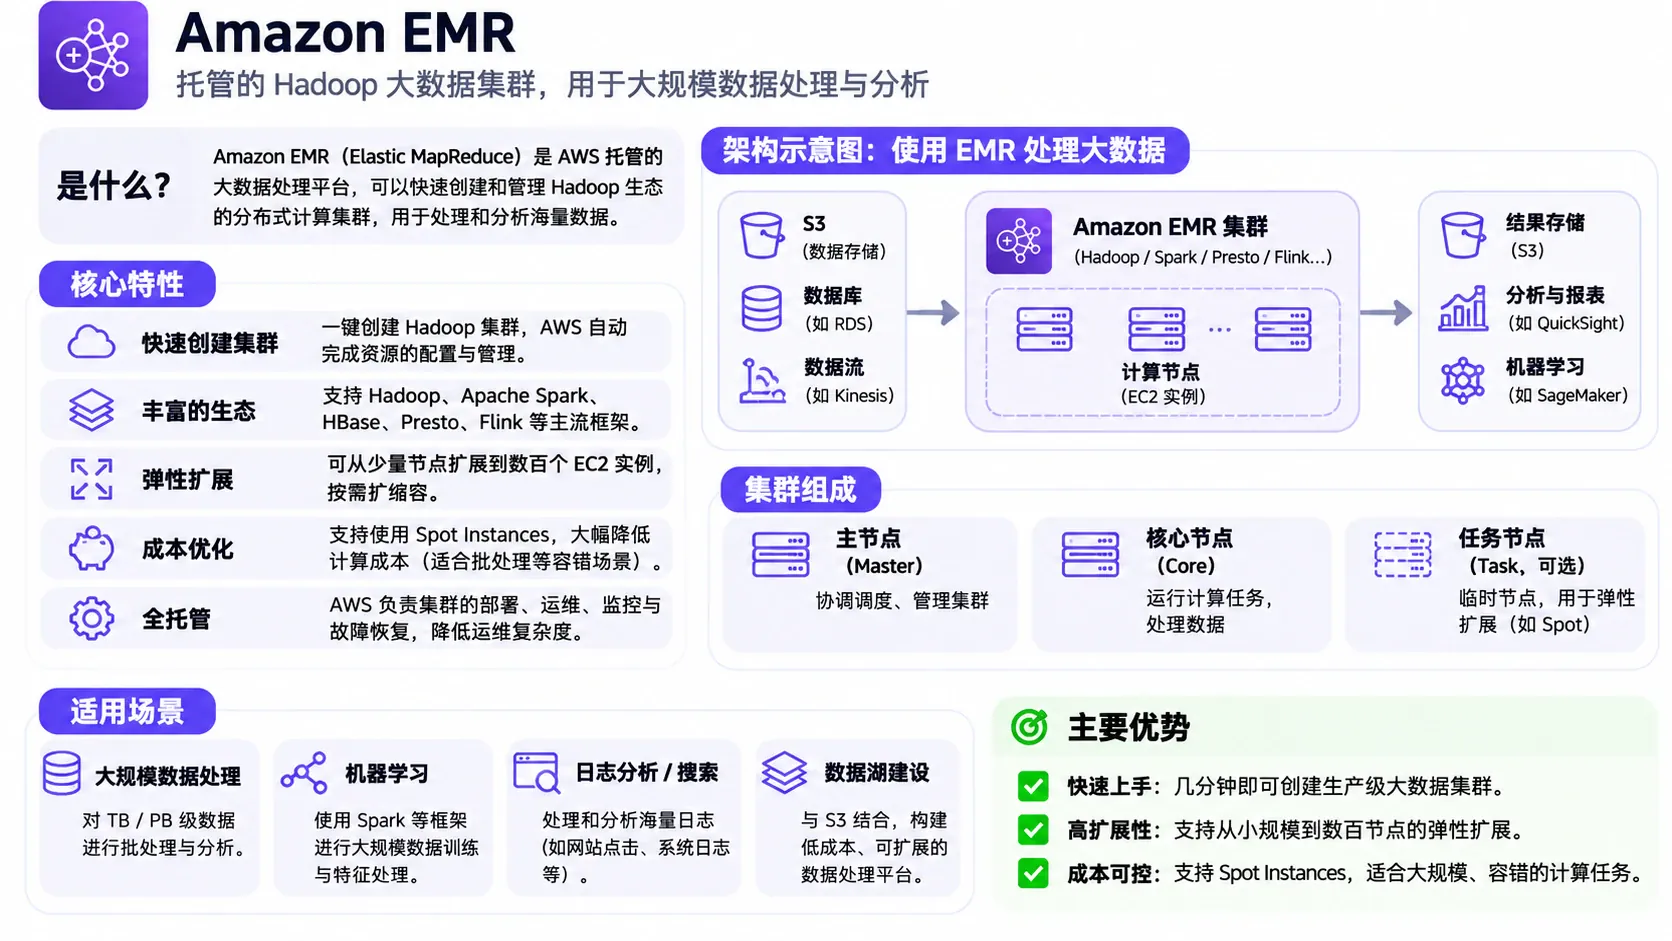 Amazon EMR
托管的 Hadoop 大数据集群，用于大规模数据处理与分析
是什么？
Amazon EMR（Elastic MapReduce）是 AWS 托管的
大数据处理平台，可以快速创建和管理 Hadoop 生态
的分布式计算集群，用于处理和分析海量数据。
核心特性
快速创建集群
一键创建 Hadoop 集群，AWS 自动
完成资源的配置与管理。
丰富的生态
支持 Hadoop、Apache Spark、
HBase、Presto、Flink 等主流框架。
弹性扩展
可从少量节点扩展到数百个 EC2 实例，
按需扩缩容。
成本优化
支持使用 Spot Instances，大幅降低
计算成本（适合批处理等容错场景）。
全托管
AWS 负责集群的部署、运维、监控与
故障恢复，降低运维复杂度。
架构示意图：使用 EMR 处理大数据
S3
（数据存储）
数据库
（如 RDS）
数据流
（如 Kinesis）
Amazon EMR 集群
（Hadoop / Spark / Presto / Flink...）
...
计算节点
（EC2 实例）
结果存储
（S3）
分析与报表
（如 QuickSight）
机器学习
（如 SageMaker）
集群组成
主节点
（Master）
协调调度、管理集群
核心节点
（Core）
运行计算任务，
处理数据
任务节点
（Task，可选）
临时节点，用于弹性
扩展（如 Spot）
适用场景
大规模数据处理
对 TB / PB 级数据
进行批处理与分析。
机器学习
使用 Spark 等框架
进行大规模数据训练
与特征处理。
日志分析 / 搜索
处理和分析海量日志
（如网站点击、系统日志
等）。
数据湖建设
与 S3 结合，构建
低成本、可扩展的
数据处理平台。
主要优势
快速上手：几分钟即可创建生产级大数据集群。
高扩展性：支持从小规模到数百节点的弹性扩展。
成本可控：支持 Spot Instances，适合大规模、容错的计算任务。